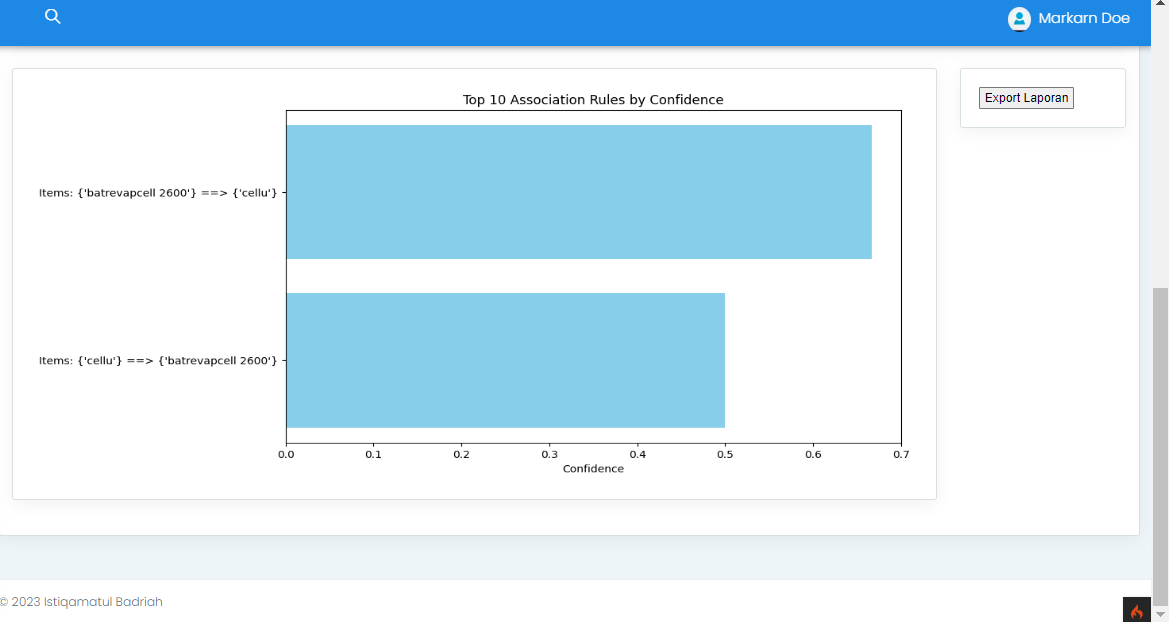 Markarn Doe
Top 10 Association Rules by Confidence
Export Laporan
Items: {'batrevapcell 2600'} ==> {'cellu'}
Items: {'cellu'} ==> {'batrevapcell 2600'}
0.0 0.1 0.2 0.3 0.4 0.5 0.6 0.7
Confidence
© 2023 Istiqamatul Badriah